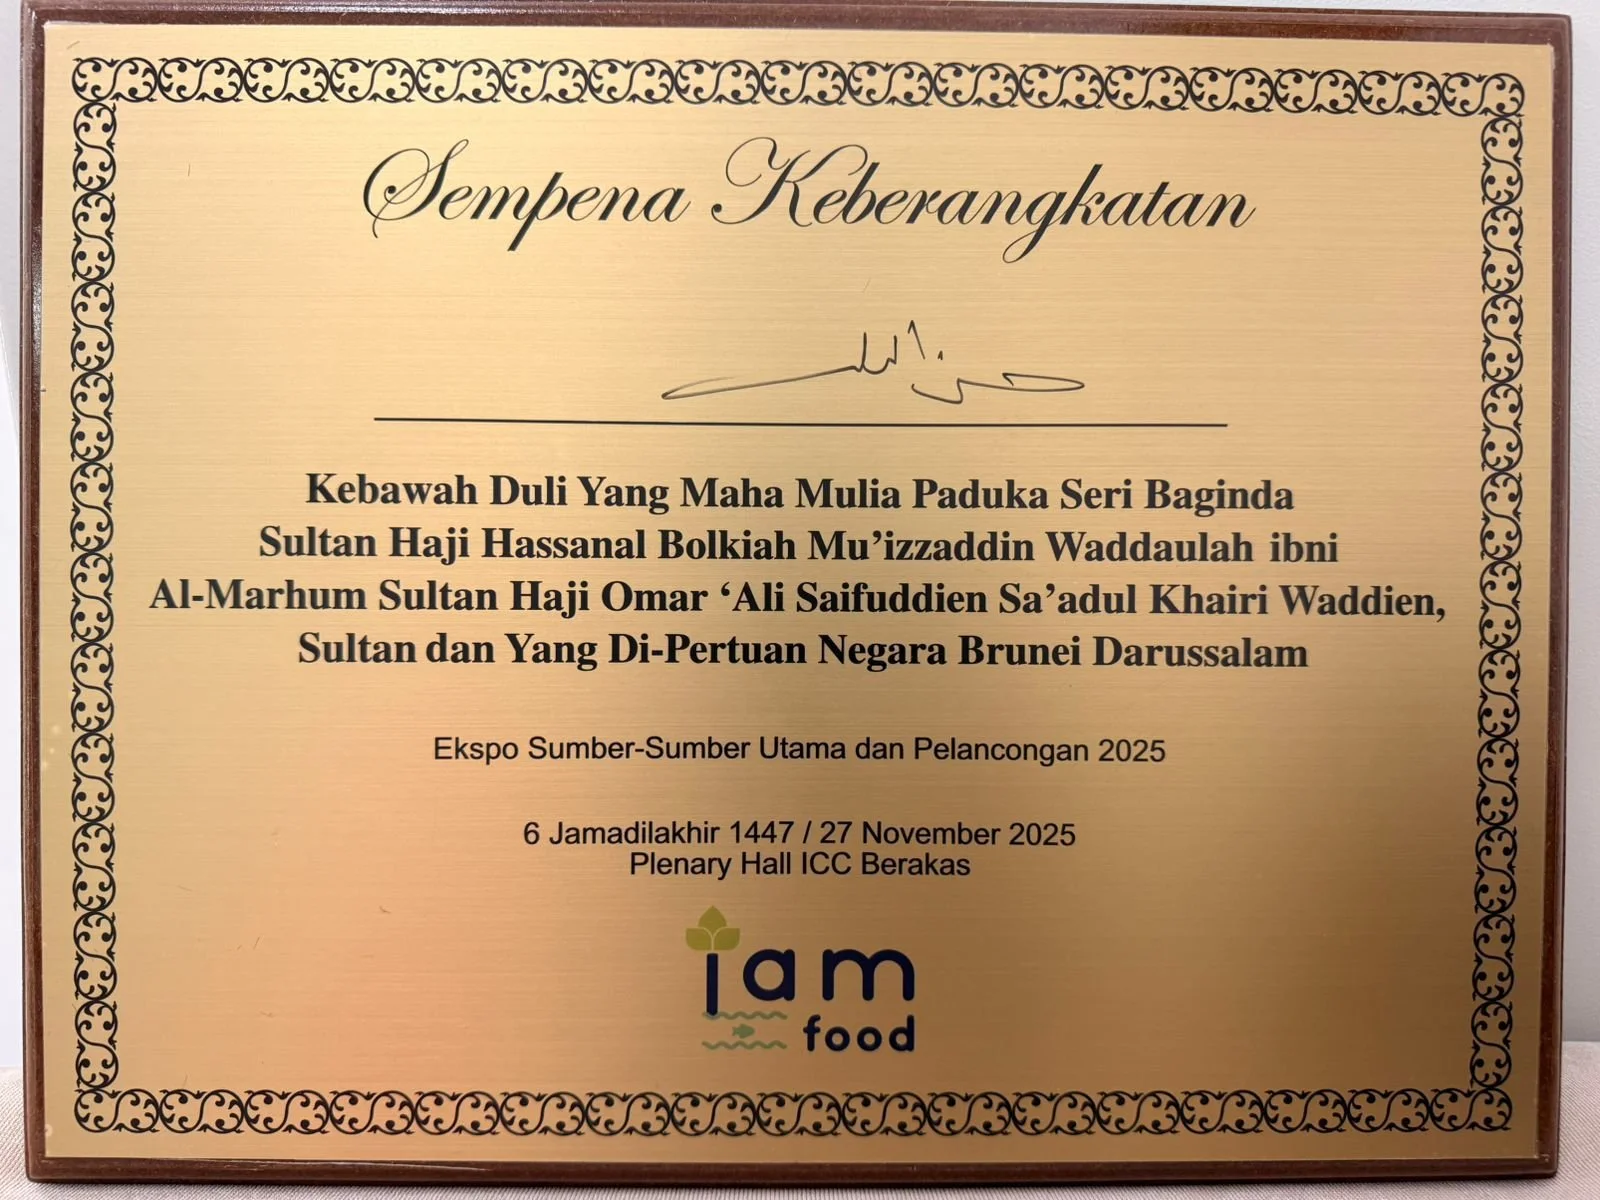 Sempena Keberangkatan
Kebawah Duli Yang Maha Mulia Paduka Seri Baginda
Sultan Haji Hassanal Bolkiah Mu’izzaddin Waddaulah ibni
Al-Marhum Sultan Haji Omar ‘Ali Saifuddien Sa’adul Khairi Waddien,
Sultan dan Yang Di-Pertuan Negara Brunei Darussalam
Ekspo Sumber-Sumber Utama dan Pelancongan 2025
6 Jamadilakhir 1447 / 27 November 2025
Plenary Hall ICC Berakas
iam
food